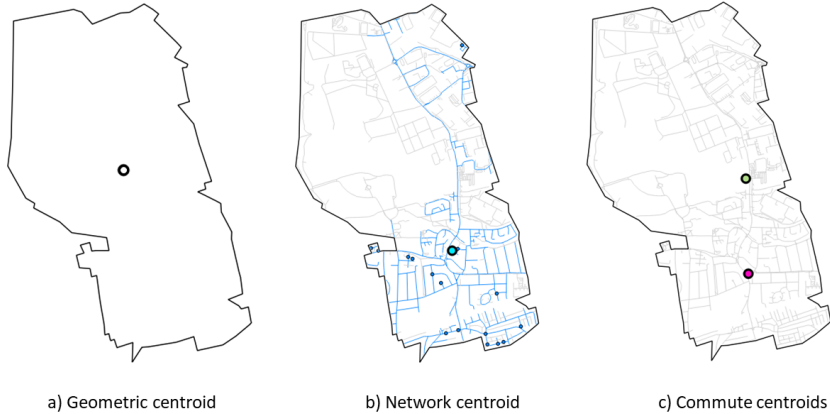 a) Geometric centroid
b) Network centroid
c) Commute centroids